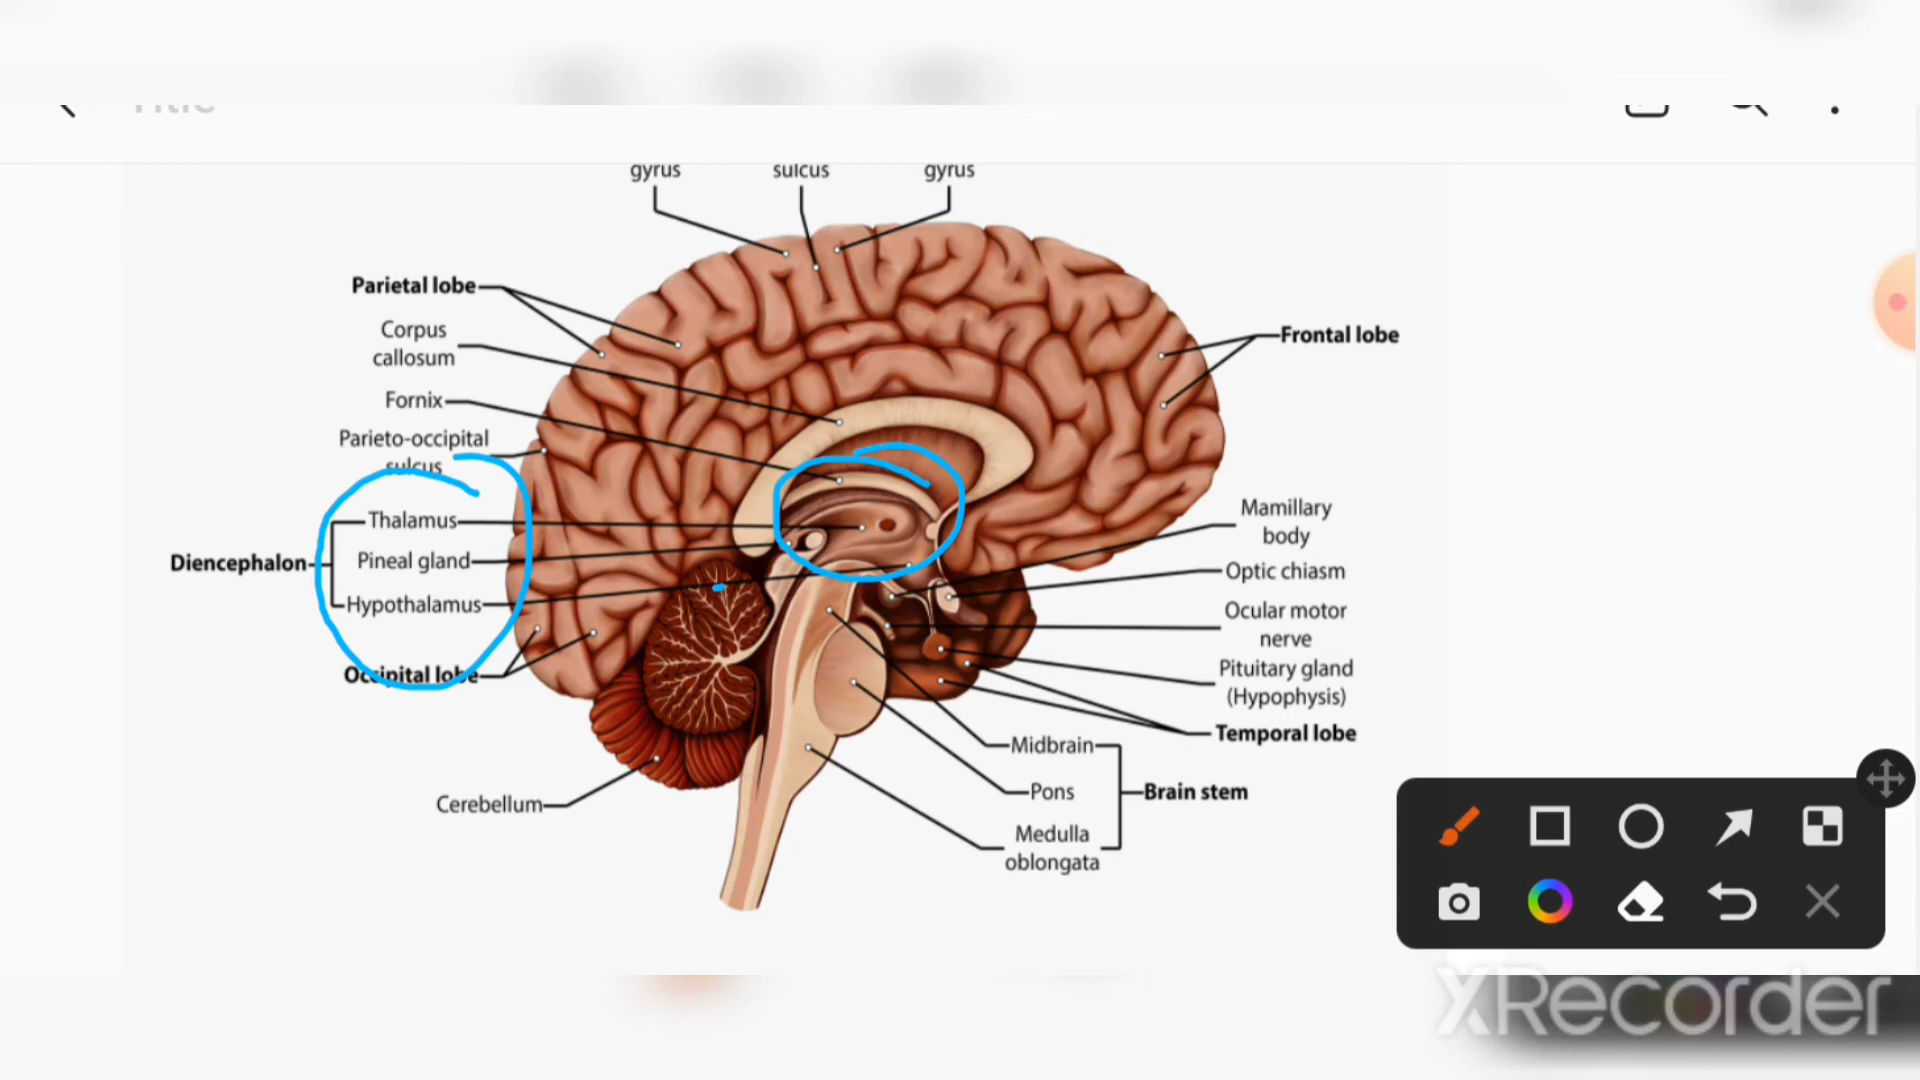 Title
gyrus
sulcus
gyrus
Parietal lobe
Corpus
callosum
Fornix
Parieto-occipital
sulcus
Thalamus
Diencephalon
Pineal gland
Hypothalamus
Occipital lobe
Cerebellum
Frontal lobe
Mamillary
body
Optic chiasm
Ocular motor
nerve
Pituitary gland
(Hypophysis)
Temporal lobe
Midbrain
Pons
Brain stem
Medulla
oblongata
XRecorder